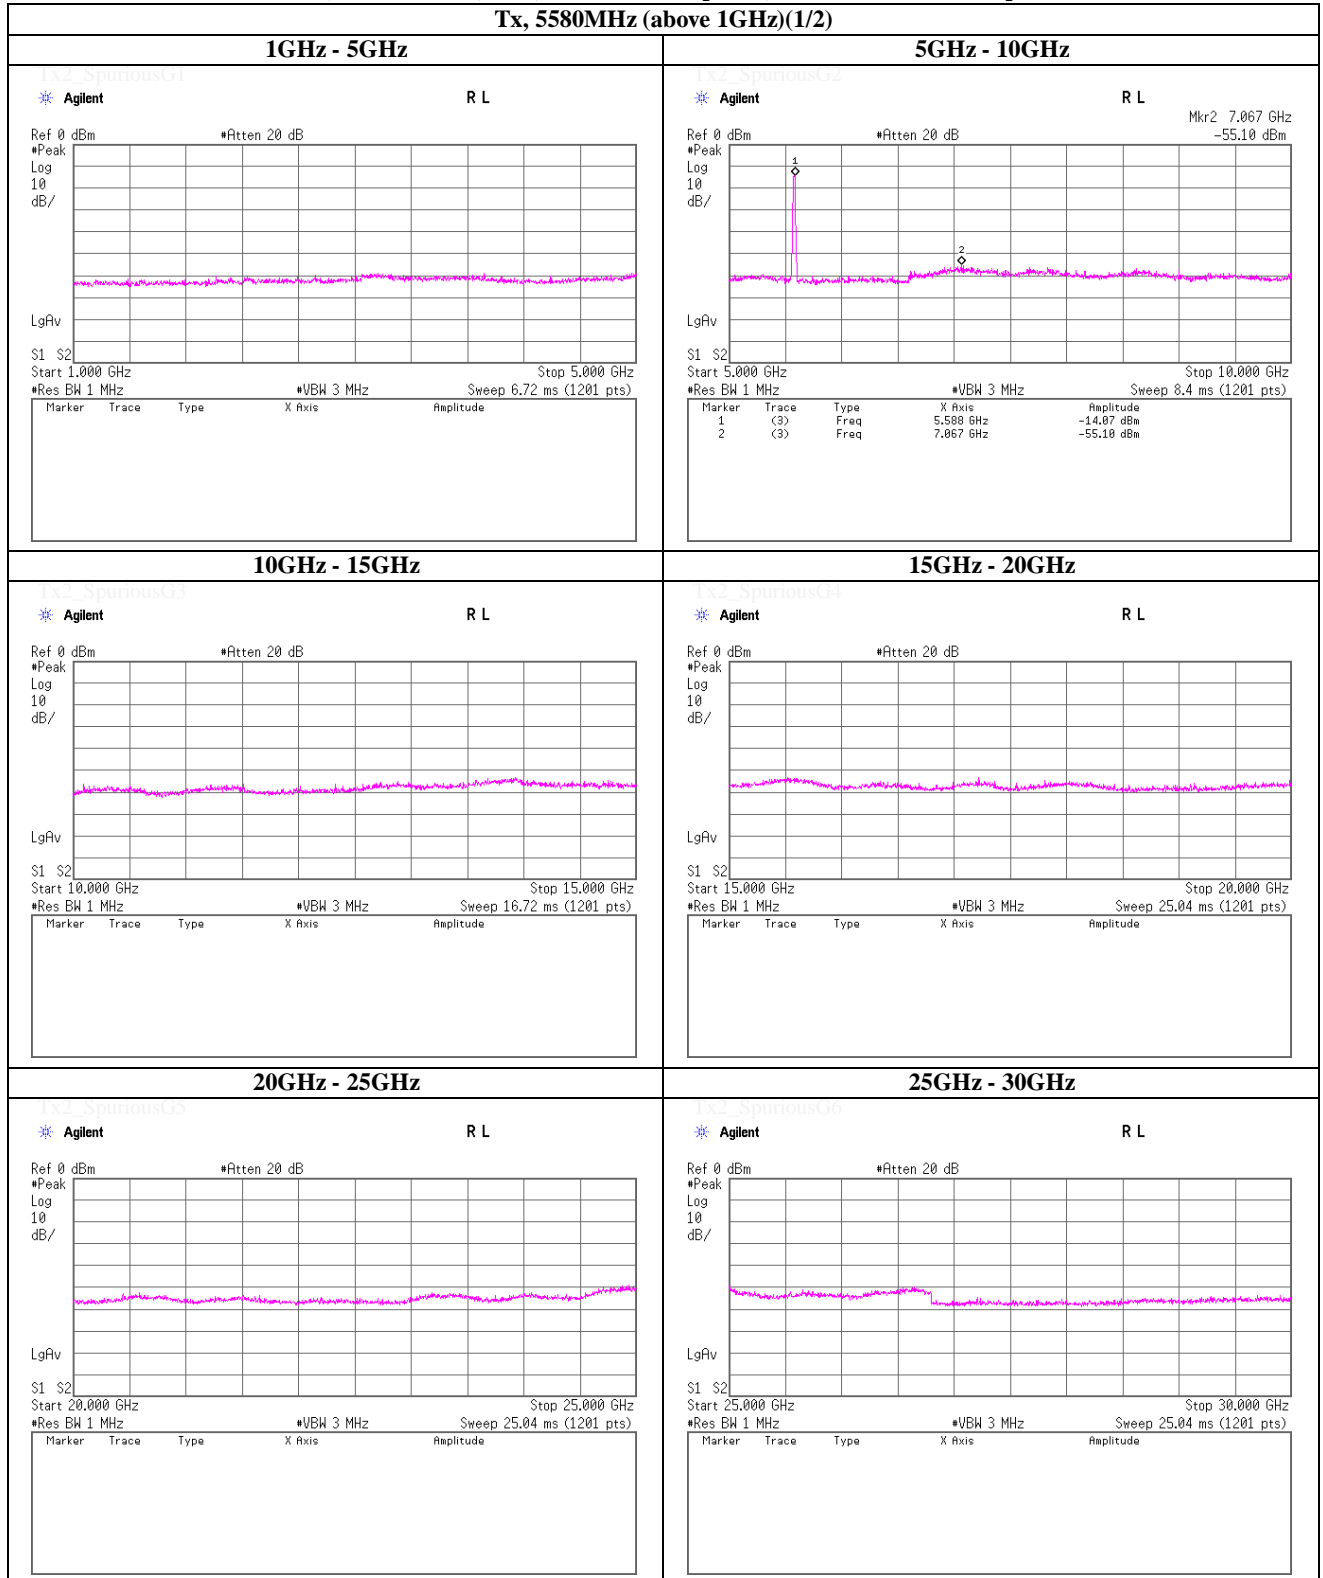 Tx, 5580MHz (above 1GHz)(1/2)
1GHz - 5GHz
Tx2_SpuriousG1
Agilent R L
Ref 0 dBm #Atten 20 dB
#Peak
Log
10
dB/
LgAv
S1 S2
Start 1.000 GHz Stop 5.000 GHz
#Res BW 1 MHz #VBW 3 MHz Sweep 6.72 ms (1201 pts)
Marker Trace Type X Axis Amplitude
5GHz - 10GHz
Tx2_SpuriousG2
Agilent R L
Mkr2 7.067 GHz
Ref 0 dBm #Atten 20 dB -55.10 dBm
#Peak
Log
10
dB/
1
2
LgAv
S1 S2
Start 5.000 GHz Stop 10.000 GHz
#Res BW 1 MHz #VBW 3 MHz Sweep 8.4 ms (1201 pts)
Marker Trace Type X Axis Amplitude
1 (3) Freq 5.588 GHz -14.07 dBm
2 (3) Freq 7.067 GHz -55.10 dBm
10GHz - 15GHz
Tx2_SpuriousG3
Agilent R L
Ref 0 dBm #Atten 20 dB
#Peak
Log
10
dB/
LgAv
S1 S2
Start 10.000 GHz Stop 15.000 GHz
#Res BW 1 MHz #VBW 3 MHz Sweep 16.72 ms (1201 pts)
Marker Trace Type X Axis Amplitude
15GHz - 20GHz
Tx2_SpuriousG4
Agilent R L
Ref 0 dBm #Atten 20 dB
#Peak
Log
10
dB/
LgAv
S1 S2
Start 15.000 GHz Stop 20.000 GHz
#Res BW 1 MHz #VBW 3 MHz Sweep 25.04 ms (1201 pts)
Marker Trace Type X Axis Amplitude
20GHz - 25GHz
Tx2_SpuriousG5
Agilent R L
Ref 0 dBm #Atten 20 dB
#Peak
Log
10
dB/
LgAv
S1 S2
Start 20.000 GHz Stop 25.000 GHz
#Res BW 1 MHz #VBW 3 MHz Sweep 25.04 ms (1201 pts)
Marker Trace Type X Axis Amplitude
25GHz - 30GHz
Tx2_SpuriousG6
Agilent R L
Ref 0 dBm #Atten 20 dB
#Peak
Log
10
dB/
LgAv
S1 S2
Start 25.000 GHz Stop 30.000 GHz
#Res BW 1 MHz #VBW 3 MHz Sweep 25.04 ms (1201 pts)
Marker Trace Type X Axis Amplitude